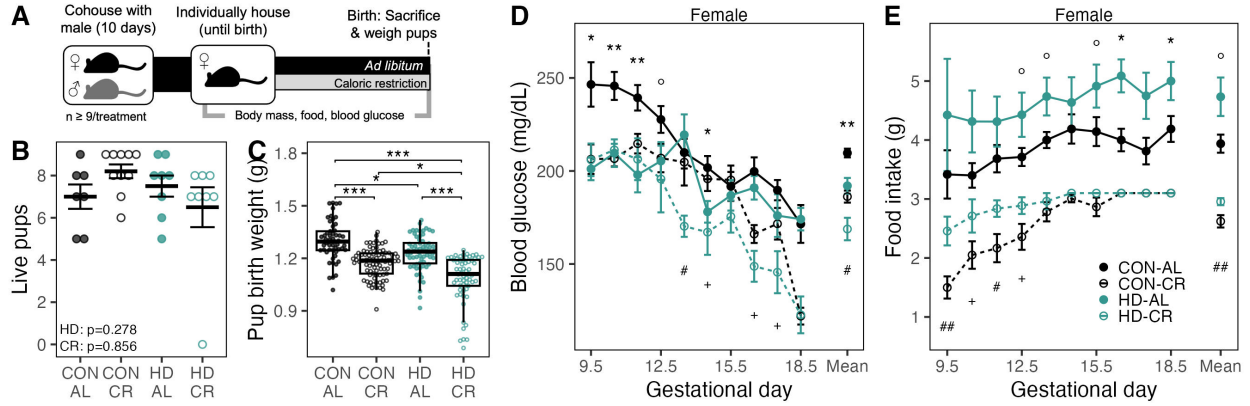 A
Cohouse with
male (10 days)
Individually house
(until birth)
Birth: Sacrifice
& weigh pups
♀
♂
♀
Ad libitum
Caloric restriction
n ≥ 9/treatment
Body mass, food, blood glucose
B
Live pups
8
6
4
2
0
HD: p=0.278
CR: p=0.856
CON
AL
CON
CR
HD
AL
HD
CR
C
Pup birth weight (g)
1.8
1.5
1.2
0.9
***
*
*
***
***
CON
AL
CON
CR
HD
AL
HD
CR
D
Female
Blood glucose (mg/dL)
250
200
150
* ** ** ° * **
# + + + #
9.5 12.5 15.5 18.5 Mean
Gestational day
E
Female
Food intake (g)
5
4
3
2
1
° ° ° * * °
## + # + ##
CON-AL
CON-CR
HD-AL
HD-CR
9.5 12.5 15.5 18.5 Mean
Gestational day